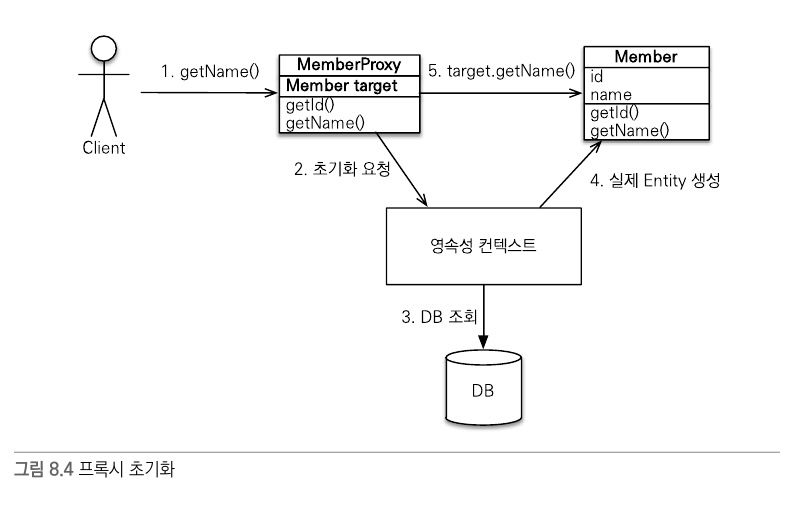 Client
1. getName()
MemberProxy
Member target
getId()
getName()
5. target.getName()
Member
id
name
getId()
getName()
2. 초기화 요청
4. 실제 Entity 생성
영속성 컨텍스트
3. DB 조회
DB
그림 8.4 프록시 초기화